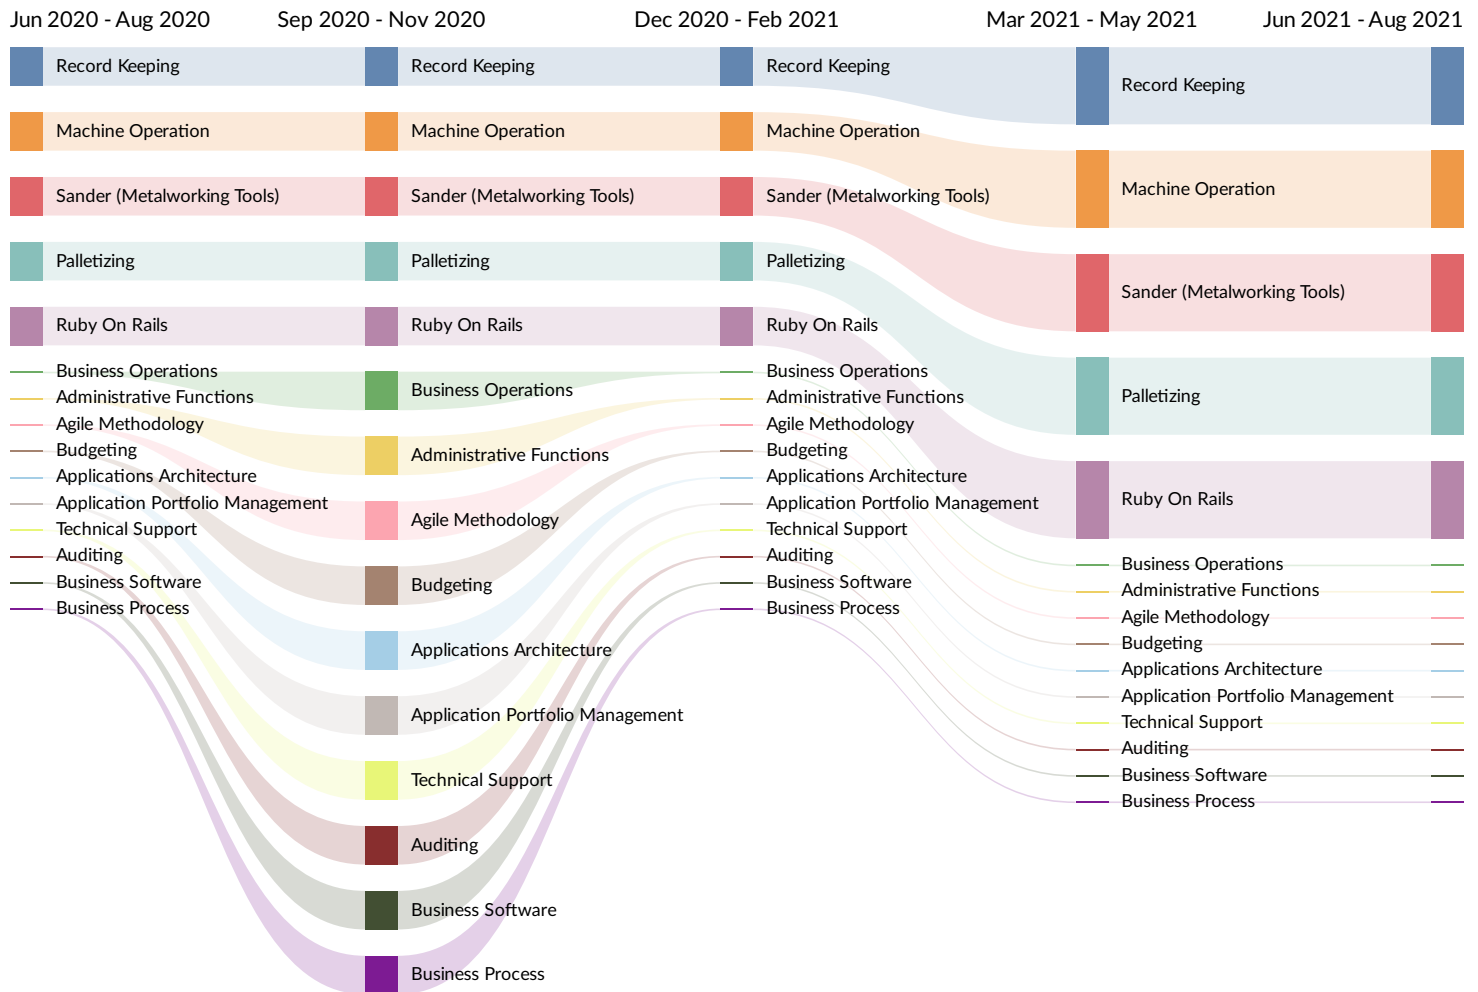 Jun 2020 - Aug 2020
Sep 2020 - Nov 2020
Dec 2020 - Feb 2021
Mar 2021 - May 2021
Jun 2021 - Aug 2021
Record Keeping
Machine Operation
Sander (Metalworking Tools)
Palletizing
Ruby On Rails
Business Operations
Administrative Functions
Agile Methodology
Budgeting
Applications Architecture
Application Portfolio Management
Technical Support
Auditing
Business Software
Business Process
Record Keeping
Machine Operation
Sander (Metalworking Tools)
Palletizing
Ruby On Rails
Business Operations
Administrative Functions
Agile Methodology
Budgeting
Applications Architecture
Application Portfolio Management
Technical Support
Auditing
Business Software
Business Process
Record Keeping
Machine Operation
Sander (Metalworking Tools)
Palletizing
Ruby On Rails
Business Operations
Administrative Functions
Agile Methodology
Budgeting
Applications Architecture
Application Portfolio Management
Technical Support
Auditing
Business Software
Business Process
Record Keeping
Machine Operation
Sander (Metalworking Tools)
Palletizing
Ruby On Rails
Business Operations
Administrative Functions
Agile Methodology
Budgeting
Applications Architecture
Application Portfolio Management
Technical Support
Auditing
Business Software
Business Process